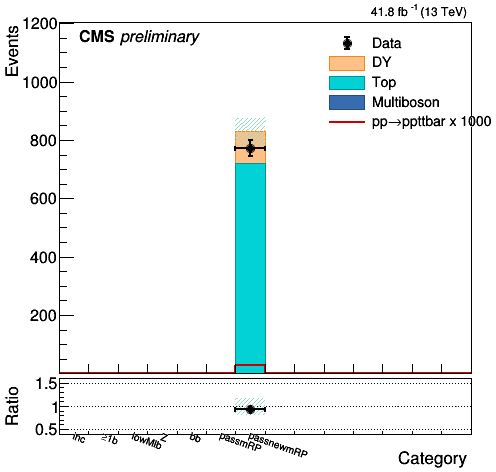 41.8 fb⁻¹ (13 TeV)
Events
CMS preliminary
Data
DY
Top
Multiboson
pp→ppttbar x 1000
1200
1000
800
600
400
200
Ratio
1.5
1
0.5
inc ≥1b lowMlb Z bb passmRP passnewmRP
Category